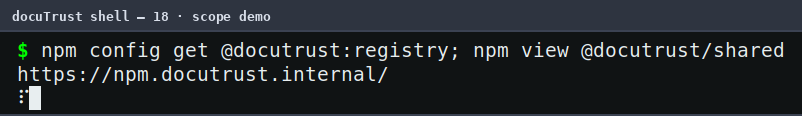 docuTrust shell — 18 · scope demo
$ npm config get @docutrust:registry; npm view @docutrust/shared
https://npm.docutrust.internal/
⠏